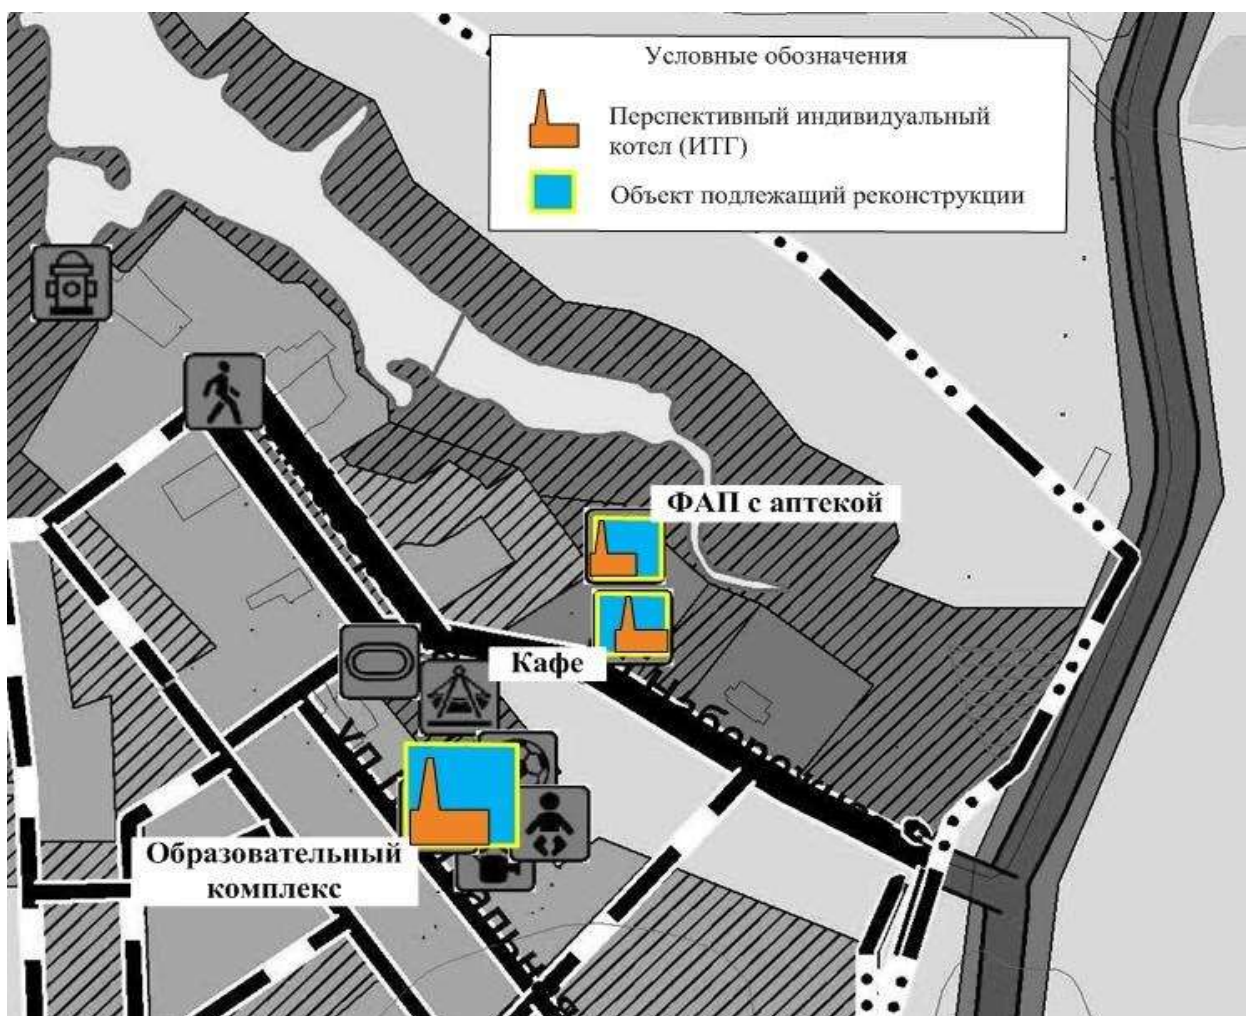 Условные обозначения
Перспективный индивидуальный
котел (ИТГ)
Объект подлежащий реконструкции
ФАП с аптекой
Кафе
Образовательный
комплекс